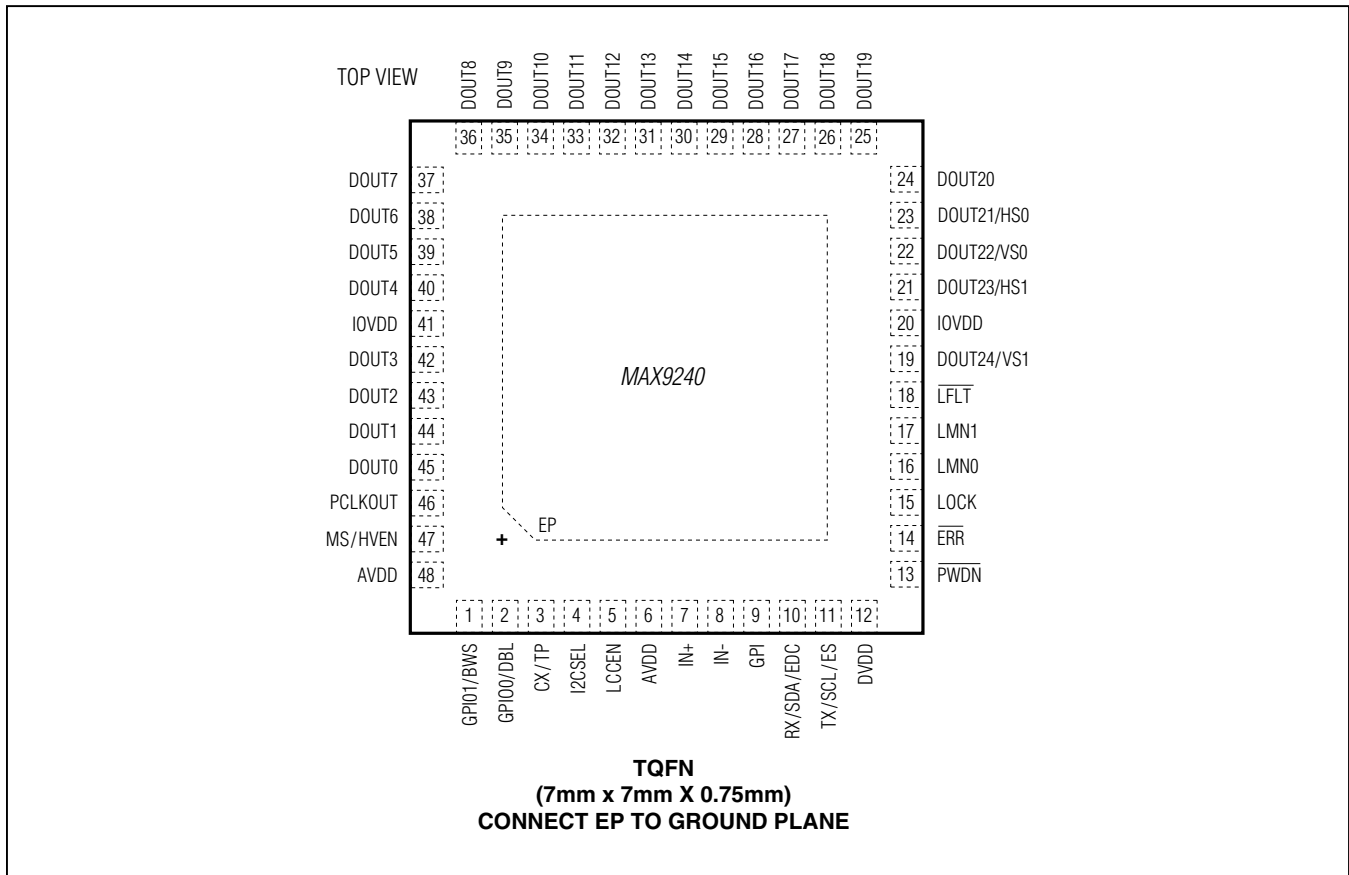 TOP VIEW
DOUT8
DOUT9
DOUT10
DOUT11
DOUT12
DOUT13
DOUT14
DOUT15
DOUT16
DOUT17
DOUT18
DOUT19
36 35 34 33 32 31 30 29 28 27 26 25
DOUT7 37
DOUT6 38
DOUT5 39
DOUT4 40
IOVDD 41
DOUT3 42
DOUT2 43
DOUT1 44
DOUT0 45
PCLKOUT 46
MS/HVEN 47
AVDD 48
24 DOUT20
23 DOUT21/HS0
22 DOUT22/VS0
21 DOUT23/HS1
20 IOVDD
19 DOUT24/VS1
18 LFLT
17 LMN1
16 LMN0
15 LOCK
14 ERR
13 PWDN
MAX9240
EP
+
1 2 3 4 5 6 7 8 9 10 11 12
GPIO1/BWS
GPIO0/DBL
CX/TP
I2CSEL
LCCEN
AVDD
IN+
IN-
GPI
RX/SDA/EDC
TX/SCL/ES
DVDD
TQFN
(7mm x 7mm X 0.75mm)
CONNECT EP TO GROUND PLANE